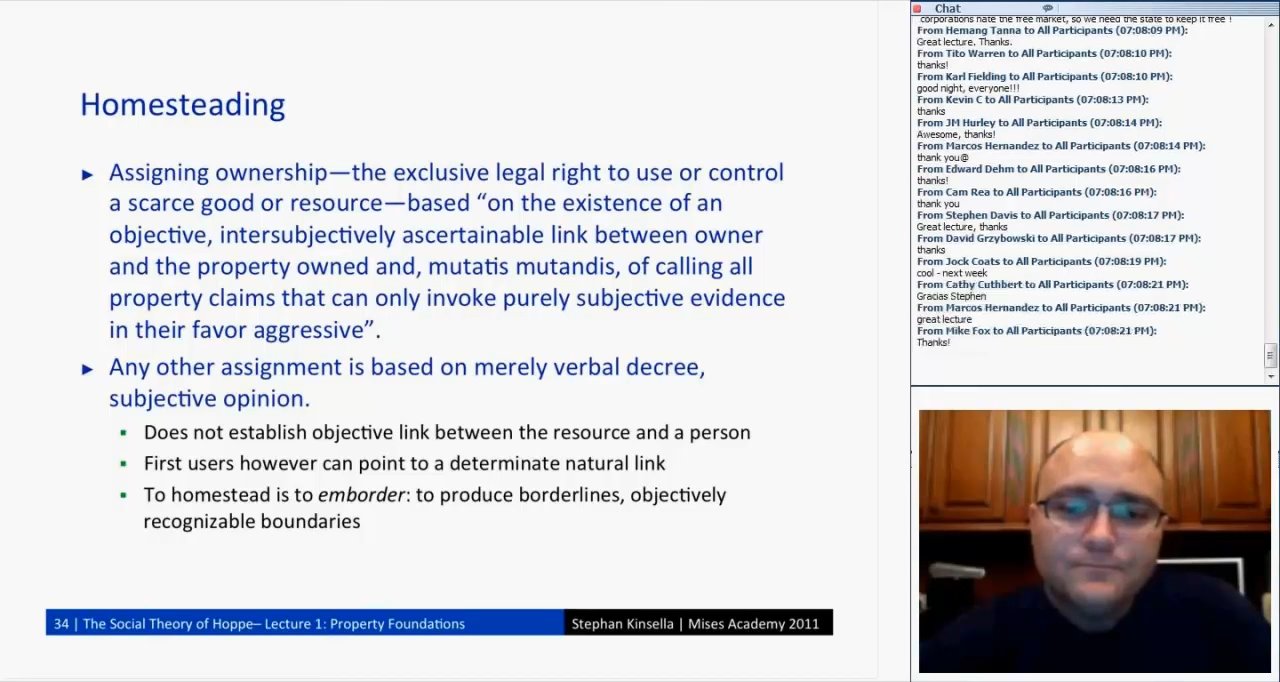 Homesteading
► Assigning ownership—the exclusive legal right to use or control
a scarce good or resource—based “on the existence of an
objective, intersubjectively ascertainable link between owner
and the property owned and, mutatis mutandis, of calling all
property claims that can only invoke purely subjective evidence
in their favor aggressive”.
► Any other assignment is based on merely verbal decree,
subjective opinion.
▪ Does not establish objective link between the resource and a person
▪ First users however can point to a determinate natural link
▪ To homestead is to emborder: to produce borderlines, objectively
recognizable boundaries
34 | The Social Theory of Hoppe– Lecture 1: Property Foundations
Stephan Kinsella | Mises Academy 2011
Chat
corporations hate the free market, so we need the state to keep it free !
From Hemang Tanna to All Participants (07:08:09 PM):
Great lecture. Thanks.
From Tito Warren to All Participants (07:08:10 PM):
thanks!
From Karl Fielding to All Participants (07:08:10 PM):
good night, everyone!!!
From Kevin C to All Participants (07:08:13 PM):
thanks
From JM Hurley to All Participants (07:08:14 PM):
Awesome, thanks!
From Marcos Hernandez to All Participants (07:08:14 PM):
thank you@
From Edward Dehm to All Participants (07:08:16 PM):
thanks!
From Cam Rea to All Participants (07:08:16 PM):
thank you
From Stephen Davis to All Participants (07:08:17 PM):
Great lecture, thanks
From David Grzybowski to All Participants (07:08:17 PM):
thanks
From Jock Coats to All Participants (07:08:19 PM):
cool - next week
From Cathy Cuthbert to All Participants (07:08:21 PM):
Gracias Stephen
From Marcos Hernandez to All Participants (07:08:21 PM):
great lecture
From Mike Fox to All Participants (07:08:21 PM):
Thanks!